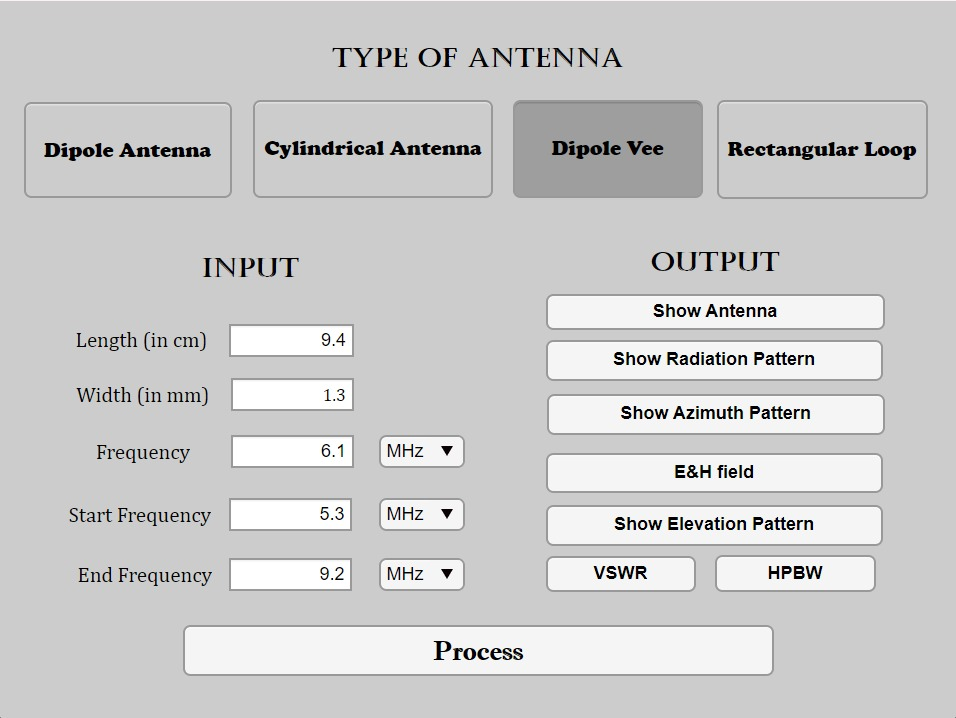 TYPE OF ANTENNA
Dipole Antenna
Cylindrical Antenna
Dipole Vee
Rectangular Loop
INPUT
Length (in cm) 9.4
Width (in mm) 1.3
Frequency 6.1 MHz
Start Frequency 5.3 MHz
End Frequency 9.2 MHz
OUTPUT
Show Antenna
Show Radiation Pattern
Show Azimuth Pattern
E&H field
Show Elevation Pattern
VSWR
HPBW
Process